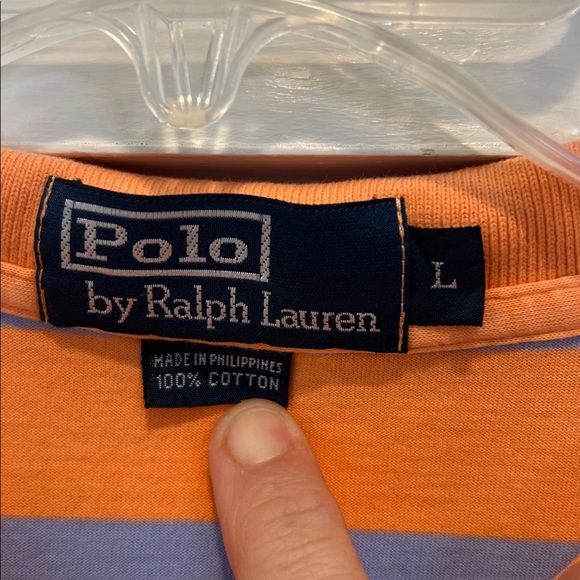 Polo
by Ralph Lauren
L
MADE IN PHILIPPINES
100% COTTON